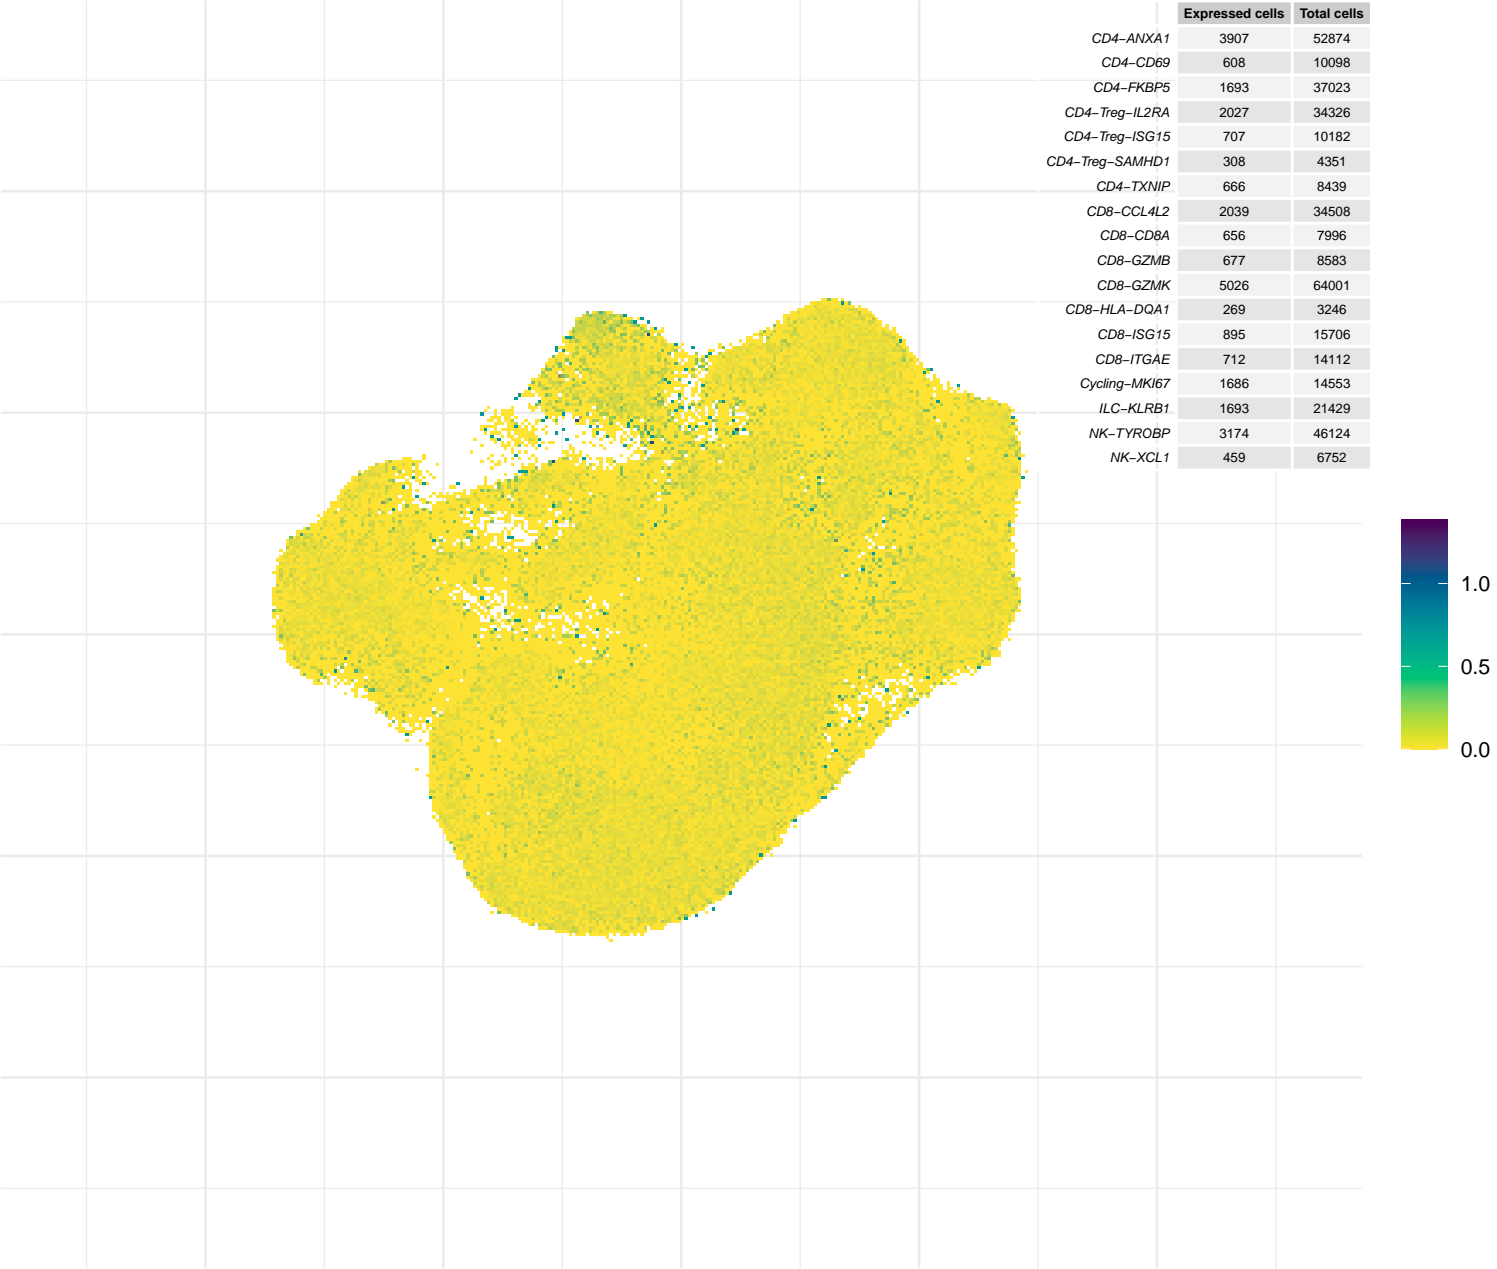 Expressed cells Total cells
CD4−ANXA1 3907 52874
CD4−CD69 608 10098
CD4−FKBP5 1693 37023
CD4−Treg−IL2RA 2027 34326
CD4−Treg−ISG15 707 10182
CD4−Treg−SAMHD1 308 4351
CD4−TXNIP 666 8439
CD8−CCL4L2 2039 34508
CD8−CD8A 656 7996
CD8−GZMB 677 8583
CD8−GZMK 5026 64001
CD8−HLA−DQA1 269 3246
CD8−ISG15 895 15706
CD8−ITGAE 712 14112
Cycling−MKI67 1686 14553
ILC−KLRB1 1693 21429
NK−TYROBP 3174 46124
NK−XCL1 459 6752
1.0
0.5
0.0